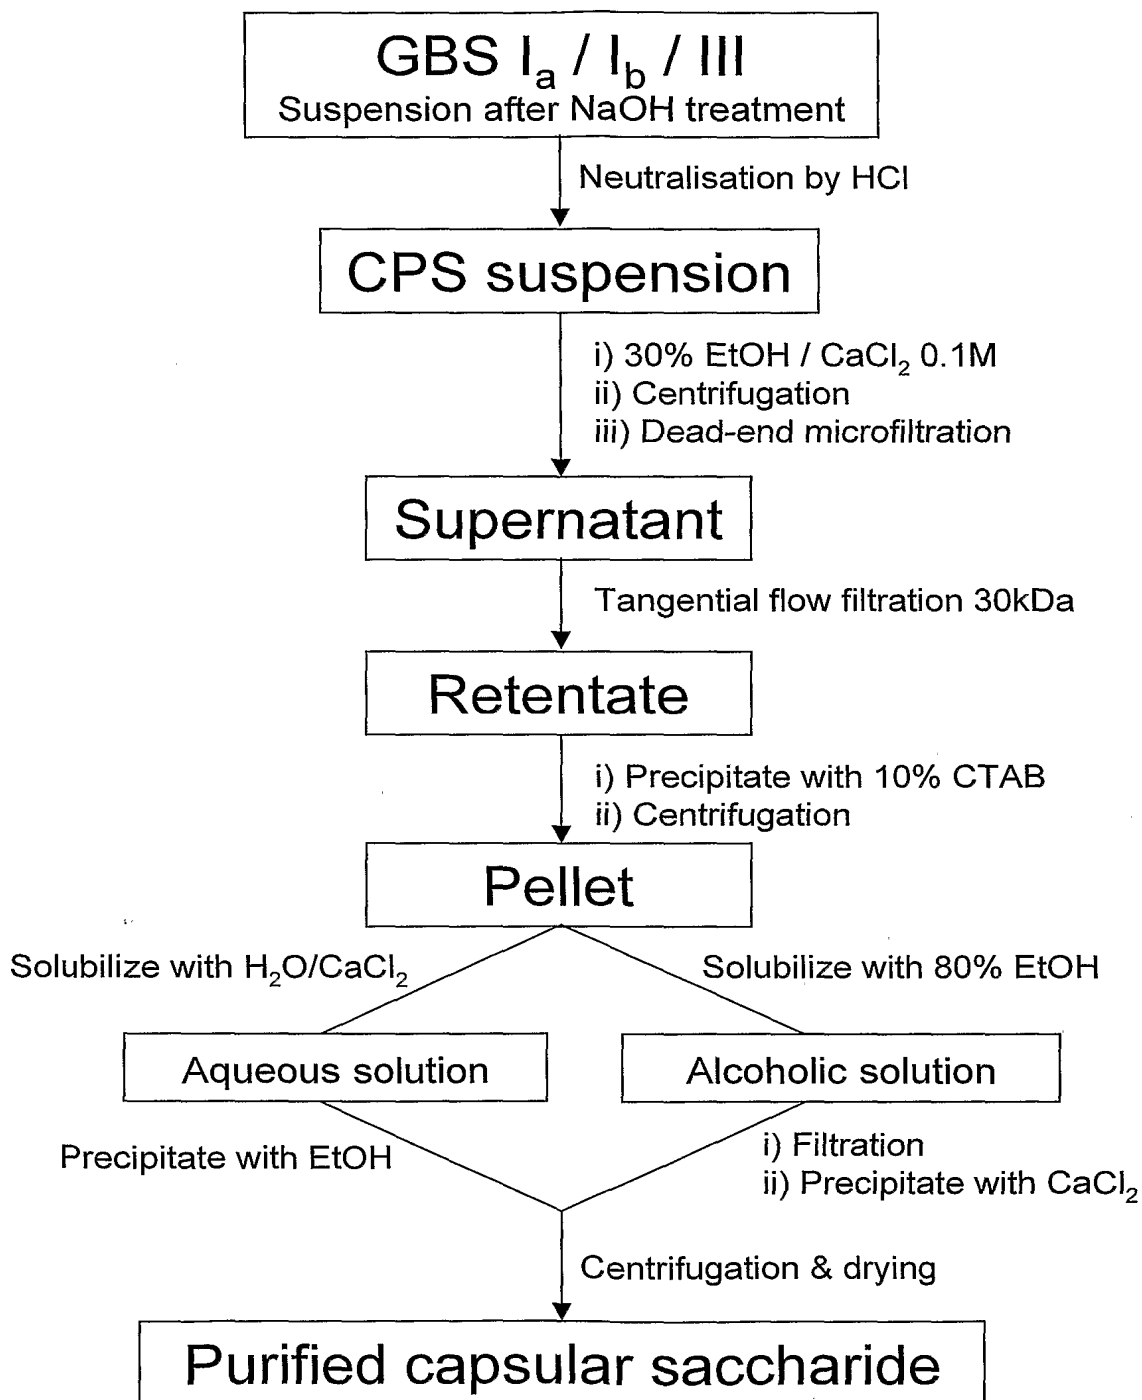 GBS Ia / Ib / III
Suspension after NaOH treatment
Neutralisation by HCl
CPS suspension
i) 30% EtOH / CaCl2 0.1M
ii) Centrifugation
iii) Dead-end microfiltration
Supernatant
Tangential flow filtration 30kDa
Retentate
i) Precipitate with 10% CTAB
ii) Centrifugation
Pellet
Solubilize with H2O/CaCl2
Solubilize with 80% EtOH
Aqueous solution
Alcoholic solution
Precipitate with EtOH
i) Filtration
ii) Precipitate with CaCl2
Centrifugation & drying
Purified capsular saccharide